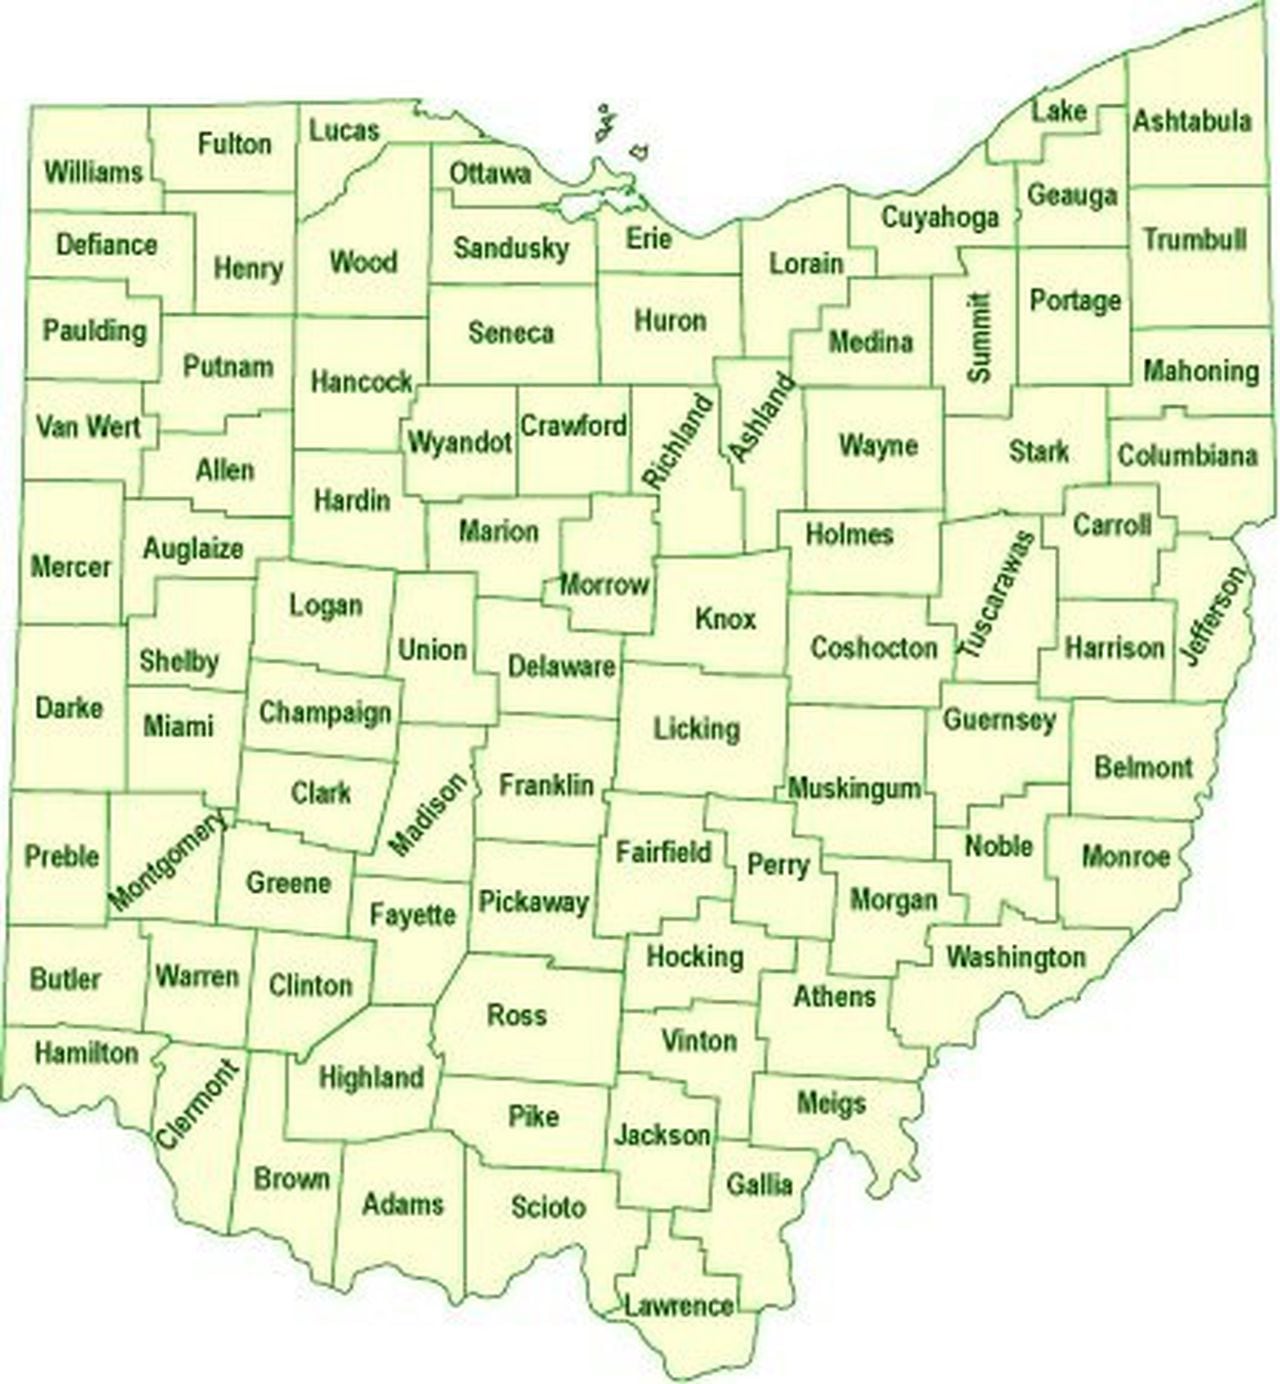 Lake
Ashtabula
Williams
Fulton
Lucas
Ottawa
Geauga
Cuyahoga
Defiance
Henry
Wood
Sandusky
Erie
Lorain
Trumbull
Paulding
Putnam
Seneca
Huron
Medina
Summit
Portage
Hancock
Mahoning
Van Wert
Allen
Wyandot
Crawford
Richland
Ashland
Wayne
Stark
Columbiana
Hardin
Marion
Holmes
Carroll
Mercer
Auglaize
Morrow
Tuscarawas
Jefferson
Logan
Union
Knox
Coshocton
Harrison
Shelby
Delaware
Darke
Miami
Champaign
Licking
Guernsey
Belmont
Clark
Madison
Franklin
Muskingum
Preble
Montgomery
Greene
Fairfield
Perry
Noble
Monroe
Fayette
Pickaway
Morgan
Butler
Warren
Clinton
Hocking
Washington
Ross
Athens
Hamilton
Clermont
Highland
Vinton
Pike
Jackson
Meigs
Brown
Adams
Scioto
Gallia
Lawrence